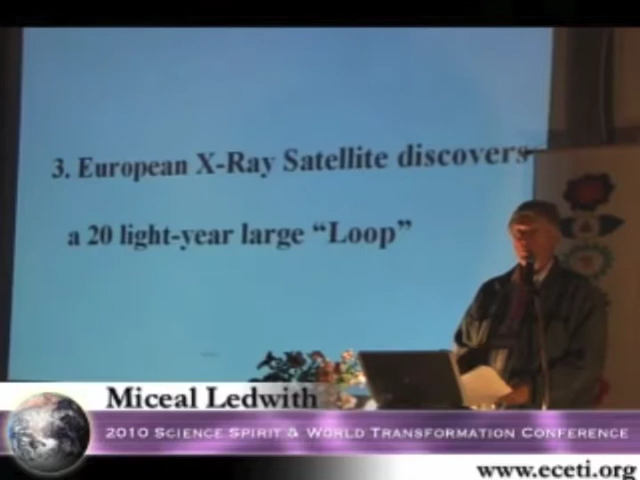 3. European X-Ray Satellite discovers
a 20 light-year large “Loop”
Miceal Ledwith
2010 Science Spirit & World Transformation Conference
www.eceti.org